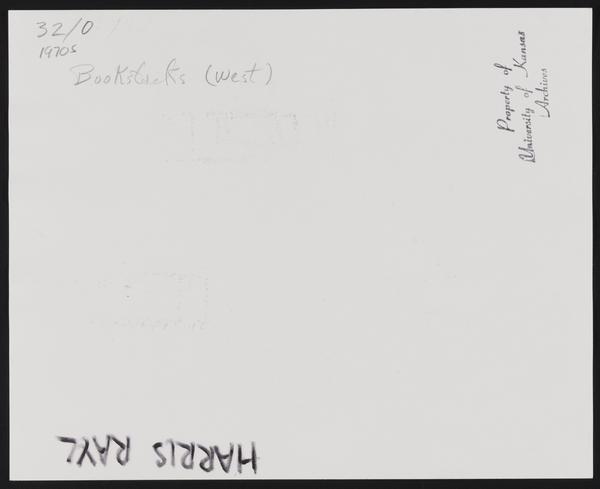 32/0
1970s
Bookstacks (west)
Property of
University of Kansas
Archives
HARRIS RAYL